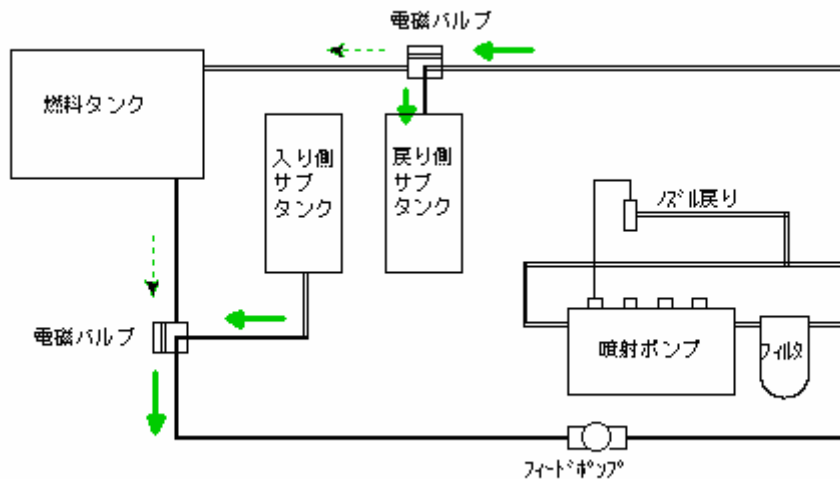 電磁バルブ
燃料タンク
入り側
サブ
タンク
戻り側
サブ
タンク
ノズル戻り
電磁バルブ
噴射ポンプ
フィルタ
フィードポンプ